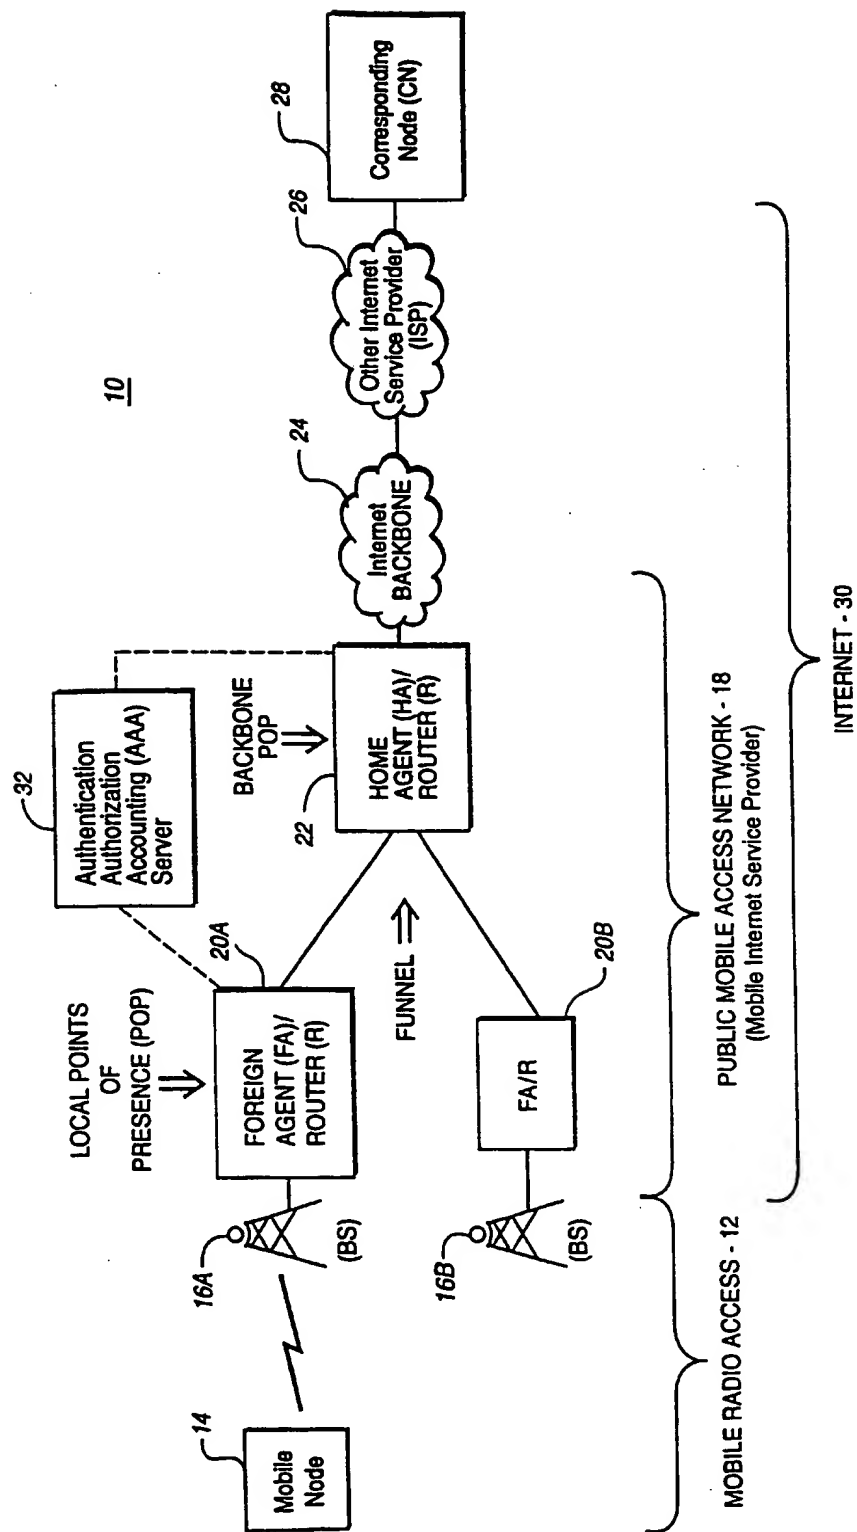 10
14
Mobile
Node
16A
(BS)
16B
(BS)
LOCAL POINTS
OF
PRESENCE (POP)
20A
FOREIGN
AGENT (FA)/
ROUTER (R)
FA/R
20B
FUNNEL
32
Authentication
Authorization
Accounting (AAA)
Server
BACKBONE
POP
22
HOME
AGENT (HA)/
ROUTER (R)
24
Internet
BACKBONE
26
Other Internet
Service Provider
(ISP)
28
Corresponding
Node (CN)
MOBILE RADIO ACCESS - 12
PUBLIC MOBILE ACCESS NETWORK - 18
(Mobile Internet Service Provider)
INTERNET - 30